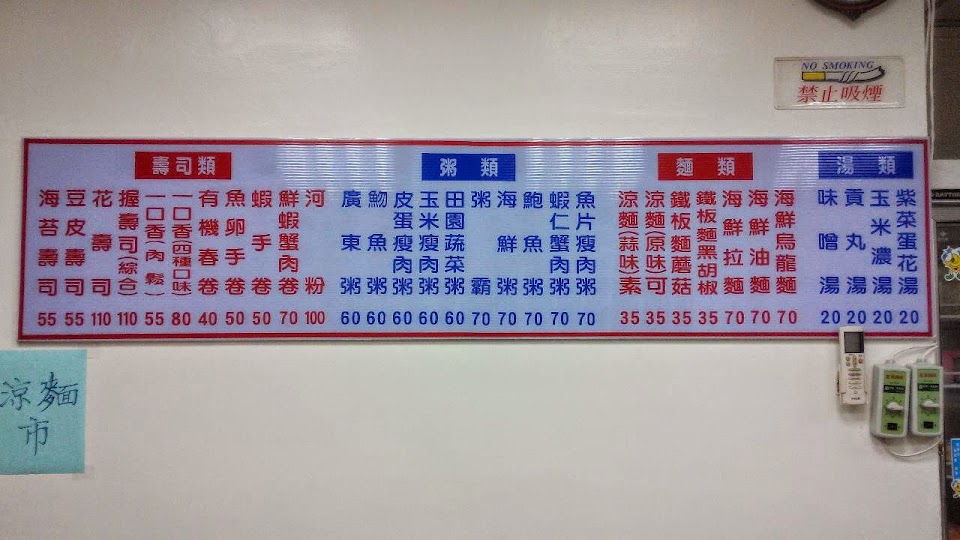 NO SMOKING
禁止吸煙
壽司類
海苔壽司 55
豆皮壽司 55
花壽司 110
握壽司(綜合) 110
一口香(肉鬆) 55
一口香(四種口味) 80
有機春卷 40
魚卵手卷 50
蝦手卷 50
鮮蝦蟹肉卷 70
河粉 100
粥類
廣東粥 60
魩魚粥 60
皮蛋瘦肉粥 60
玉米瘦肉粥 60
田園蔬菜粥 60
粥霸 70
海鮮粥 70
鮑魚粥 70
蝦仁蟹肉粥 70
魚片瘦肉粥 70
麵類
涼麵(蒜味)素 35
涼麵(原味)可 35
鐵板麵蘑菇 35
鐵板麵黑胡椒 35
海鮮拉麵 70
海鮮油麵 70
海鮮烏龍麵 70
湯類
味噌湯 20
貢丸湯 20
玉米濃湯 20
紫菜蛋花湯 20
涼麵
市